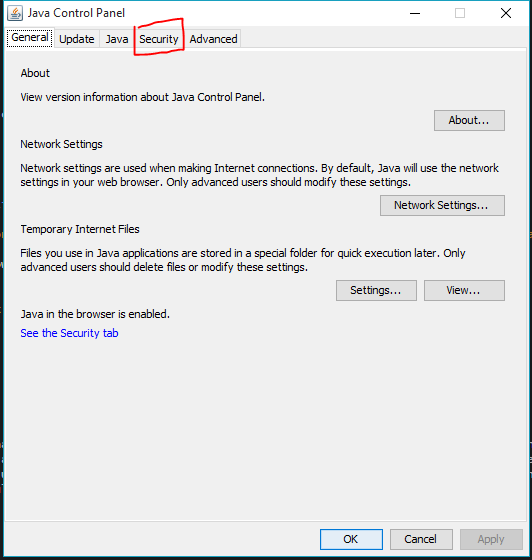 Java Control Panel
General Update Java Security Advanced
About
View version information about Java Control Panel.
About...
Network Settings
Network settings are used when making Internet connections. By default, Java will use the network
settings in your web browser. Only advanced users should modify these settings.
Network Settings...
Temporary Internet Files
Files you use in Java applications are stored in a special folder for quick execution later. Only
advanced users should delete files or modify these settings.
Settings... View...
Java in the browser is enabled.
See the Security tab
OK Cancel Apply